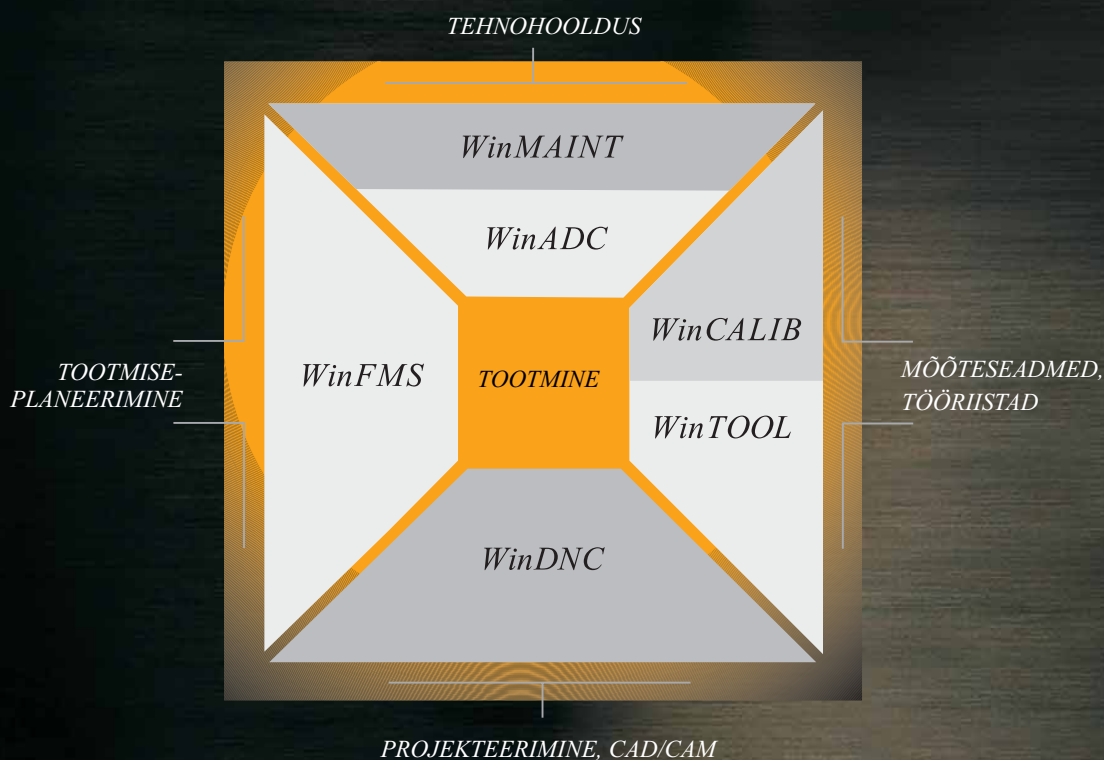 TEHNOHOOLDUS
WinMAINT
WinADC
WinCALIB
TOOTMISE-
PLANEERIMINE
WinFMS
TOOTMINE
MÕÕTESEADMED,
TÖÖRIISTAD
WinTOOL
WinDNC
PROJEKTEERIMINE, CAD/CAM